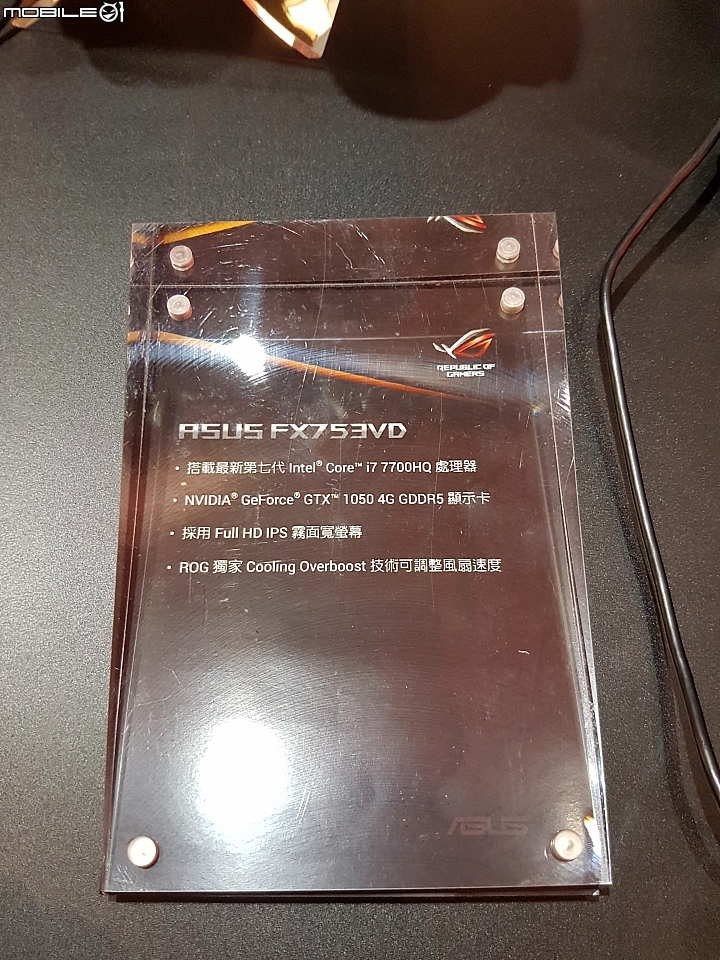 MOBILE01
REPUBLIC OF
GAMERS
ASUS FX753VD
• 搭載最新第七代 Intel® Core™ i7 7700HQ 處理器
• NVIDIA® GeForce® GTX™ 1050 4G GDDR5 顯示卡
• 採用 Full HD IPS 霧面寬螢幕
• ROG 獨家 Cooling Overboost 技術可調整風扇速度
ASUS